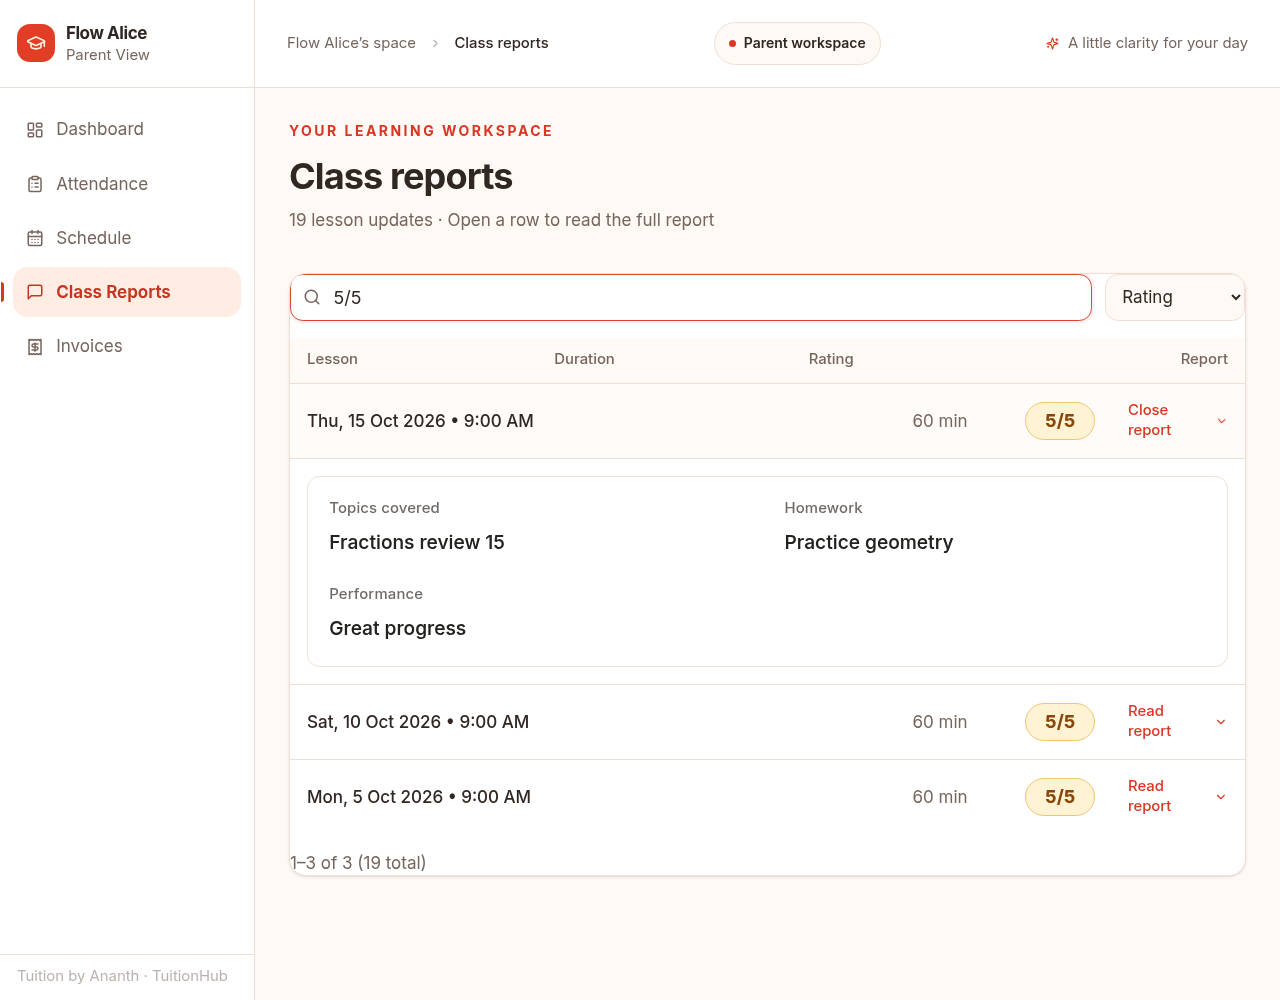 Flow Alice
Parent View
Flow Alice’s space
Class reports
Parent workspace
A little clarity for your day
Dashboard
Attendance
Schedule
Class Reports
Invoices
Tuition by Ananth · TuitionHub
YOUR LEARNING WORKSPACE
Class reports
19 lesson updates · Open a row to read the full report
5/5
Rating
Lesson Duration Rating Report
Thu, 15 Oct 2026 • 9:00 AM 60 min 5/5 Close report
Topics covered
Fractions review 15
Homework
Practice geometry
Performance
Great progress
Sat, 10 Oct 2026 • 9:00 AM 60 min 5/5 Read report
Mon, 5 Oct 2026 • 9:00 AM 60 min 5/5 Read report
1–3 of 3 (19 total)